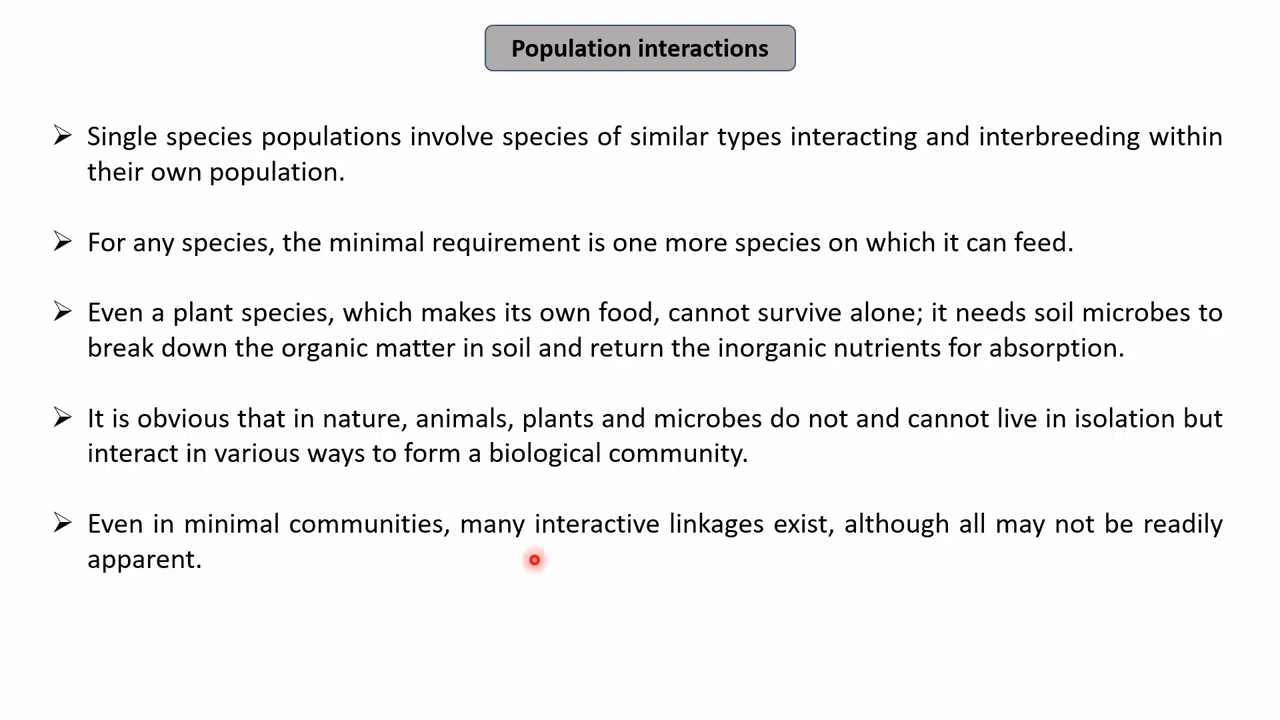 Population interactions
➢ Single species populations involve species of similar types interacting and interbreeding within
their own population.
➢ For any species, the minimal requirement is one more species on which it can feed.
➢ Even a plant species, which makes its own food, cannot survive alone; it needs soil microbes to
break down the organic matter in soil and return the inorganic nutrients for absorption.
➢ It is obvious that in nature, animals, plants and microbes do not and cannot live in isolation but
interact in various ways to form a biological community.
➢ Even in minimal communities, many interactive linkages exist, although all may not be readily
apparent.